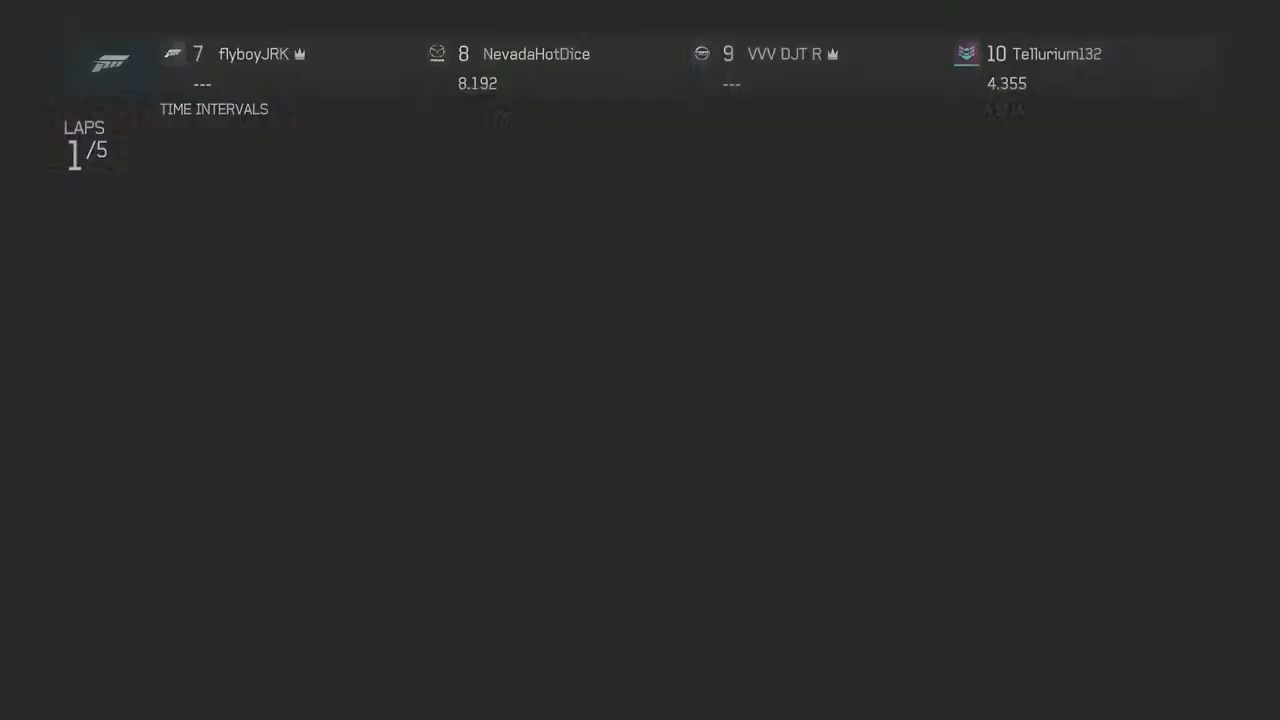 7 flyboyJRK 8 NevadaHotDice 9 VVV DJT R 10 Tellurium132
--- 8.192 --- 4.355
TIME INTERVALS
LAPS
1/5